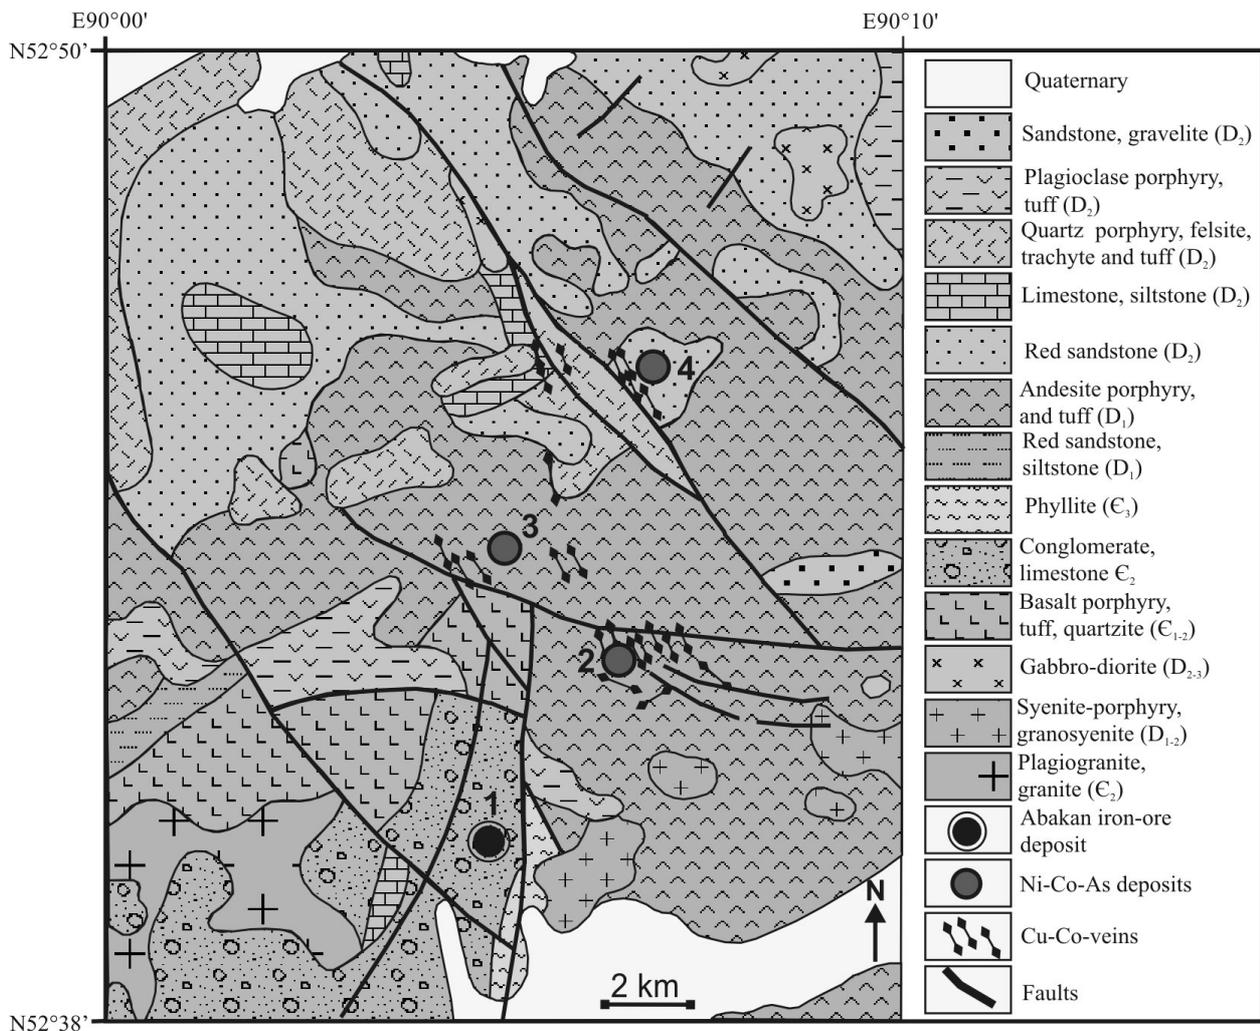 E90°00'
E90°10'
N52°50'
Quaternary
Sandstone, gravelite (D₂)
Plagioclase porphyry,
tuff (D₂)
Quartz porphyry, felsite,
trachyte and tuff (D₂)
Limestone, siltstone (D₂)
Red sandstone (D₂)
Andesite porphyry,
and tuff (D₁)
Red sandstone,
siltstone (D₁)
Phyllite (Є₃)
Conglomerate,
limestone Є₂
Basalt porphyry,
tuff, quartzite (Є₁₋₂)
Gabbro-diorite (D₂₋₃)
Syenite-porphyry,
granosyenite (D₁₋₂)
Plagiogranite,
granite (Є₂)
Abakan iron-ore
deposit
Ni-Co-As deposits
Cu-Co-veins
Faults
4
3
2
1
N
2 km
N52°38'